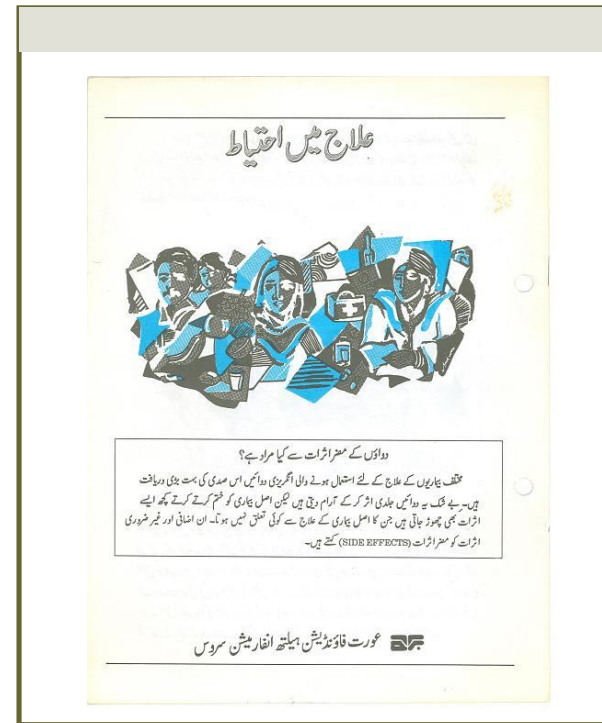 علاج میں احتیاط
دواؤں کے مضر اثرات سے کیا مراد ہے؟
مختلف بیماریوں کے علاج کے لئے استعمال ہونے والی انگریزی دوائیں اس صدی کی بہت بڑی دریافت
ہیں۔ بے شک یہ دوائیں جلدی اثر کر کے آرام دیتی ہیں لیکن اصل بیماری کو ختم کرتے کرتے کچھ ایسے
اثرات بھی چھوڑ جاتی ہیں جن کا اصل بیماری کے علاج سے کوئی تعلق نہیں ہوتا۔ ان اضافی اور غیر ضروری
اثرات کو مضر اثرات (SIDE EFFECTS) کہتے ہیں۔
عورت فاؤنڈیشن ہیلتھ انفارمیشن سروس